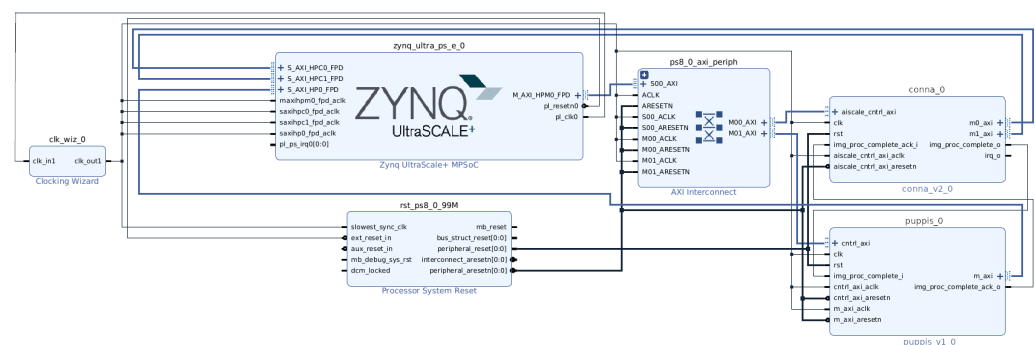 zynq_ultra_ps_e_0
S_AXI_HPC0_FPD
S_AXI_HPC1_FPD
S_AXI_HP0_FPD
maxihpm0_fpd_aclk
saxihpc0_fpd_aclk
saxihpc1_fpd_aclk
saxihp0_fpd_aclk
pl_ps_irq0[0:0]
ZYNQ
UltraSCALE+
M_AXI_HPM0_FPD
pl_resetn0
pl_clk0
Zynq UltraScale+ MPSoC
ps8_0_axi_periph
S00_AXI
ACLK
ARESETN
S00_ACLK
S00_ARESETN
M00_ACLK
M00_ARESETN
M01_ACLK
M01_ARESETN
M00_AXI
M01_AXI
AXI Interconnect
conna_0
aiscale_cntrl_axi
clk
rst
img_proc_complete_ack_i
aiscale_cntrl_axi_aclk
aiscale_cntrl_axi_aresetn
m0_axi
m1_axi
img_proc_complete_o
irq_o
conna_v2_0
clk_wiz_0
clk_in1
clk_out1
Clocking Wizard
rst_ps8_0_99M
slowest_sync_clk
ext_reset_in
aux_reset_in
mb_debug_sys_rst
dcm_locked
mb_reset
bus_struct_reset[0:0]
peripheral_reset[0:0]
interconnect_aresetn[0:0]
peripheral_aresetn[0:0]
Processor System Reset
puppis_0
cntrl_axi
clk
rst
img_proc_complete_i
cntrl_axi_aclk
cntrl_axi_aresetn
m_axi_aclk
m_axi_aresetn
m_axi
img_proc_complete_ack_o
puppis_v1_0